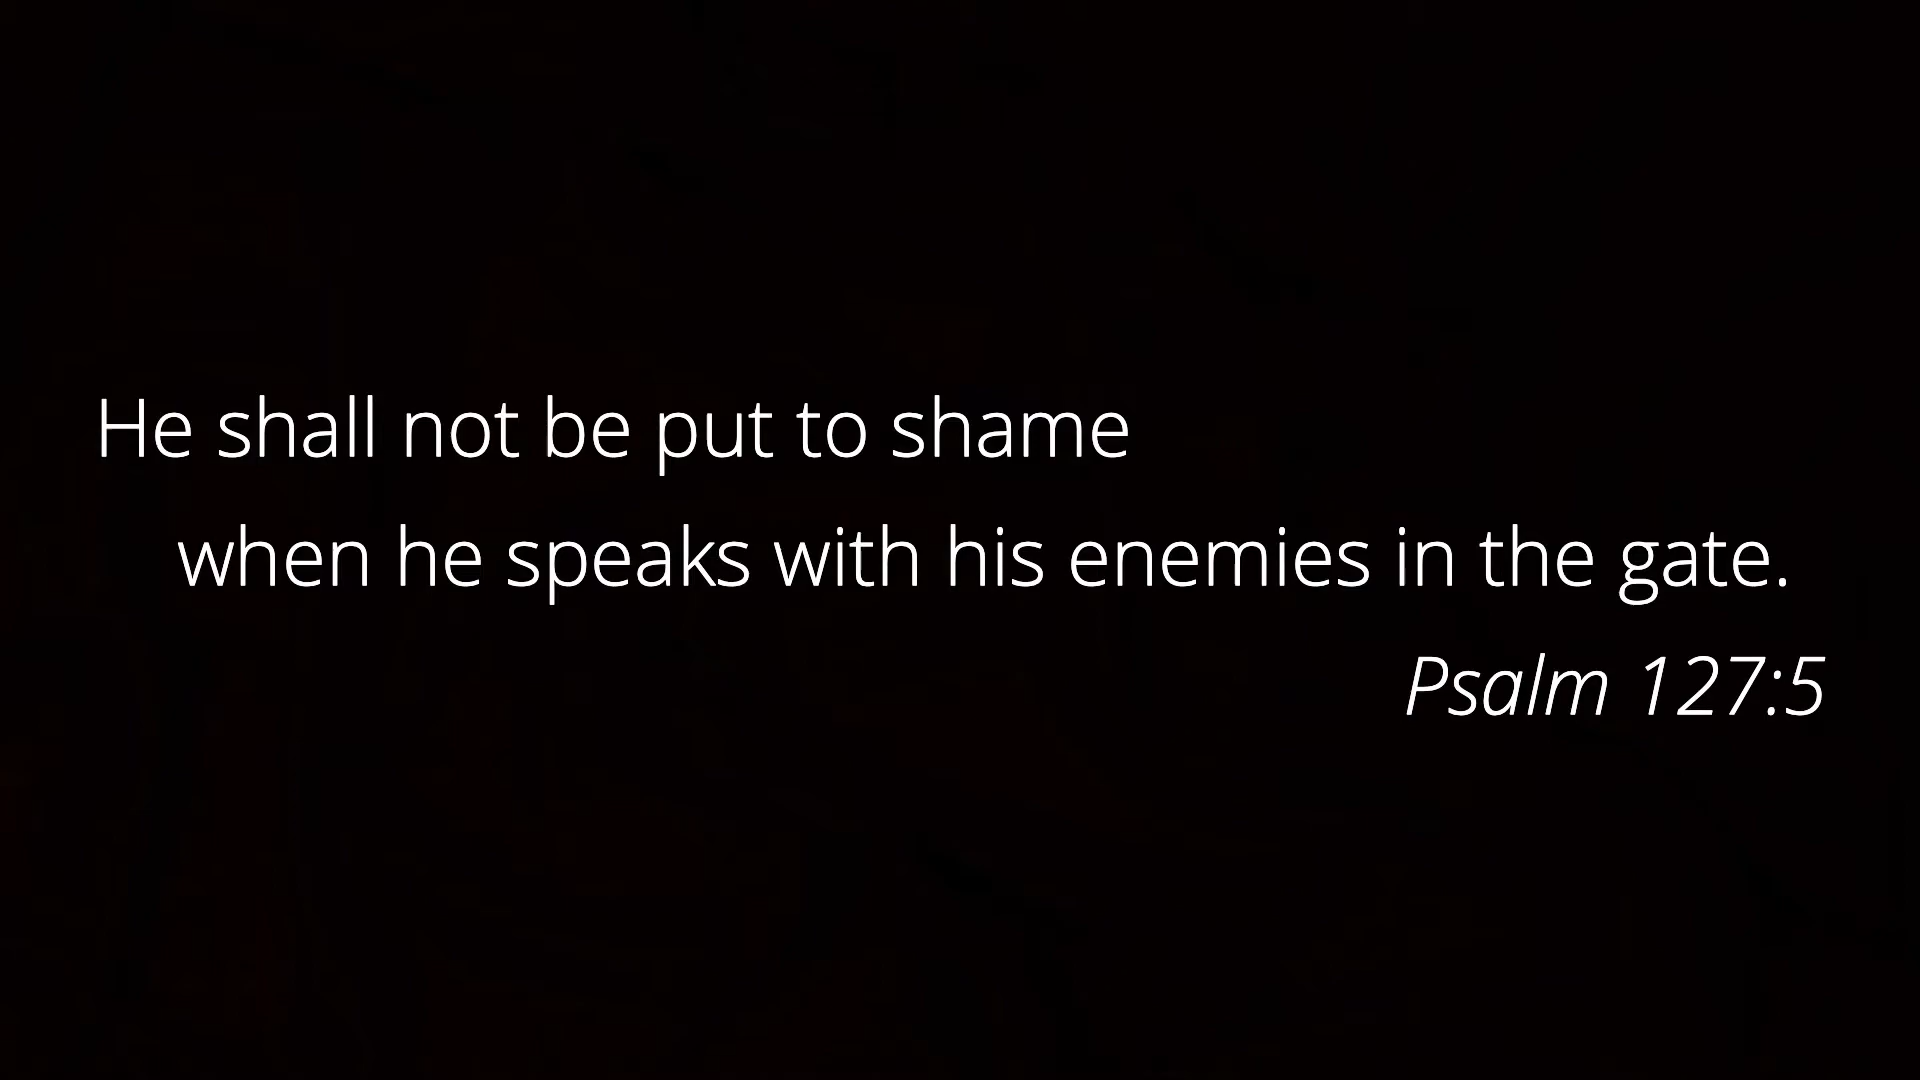 He shall not be put to shame
when he speaks with his enemies in the gate.
Psalm 127:5